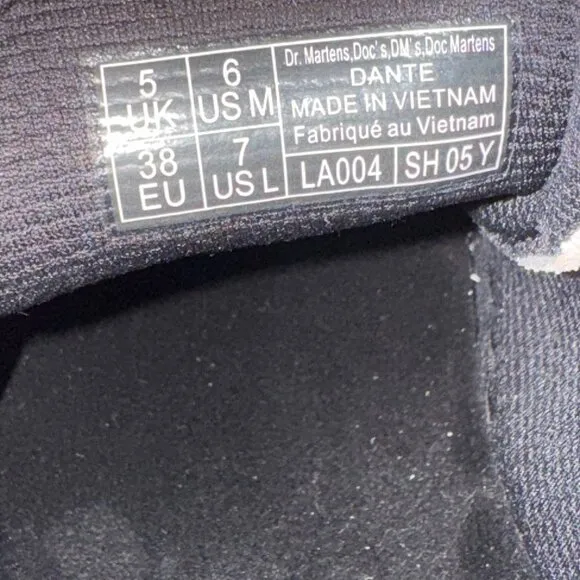 5
UK
6
US M
38
EU
7
US L
Dr. Martens,Doc's,DM's,Doc Martens
DANTE
MADE IN VIETNAM
Fabriqué au Vietnam
LA004
SH 05 Y